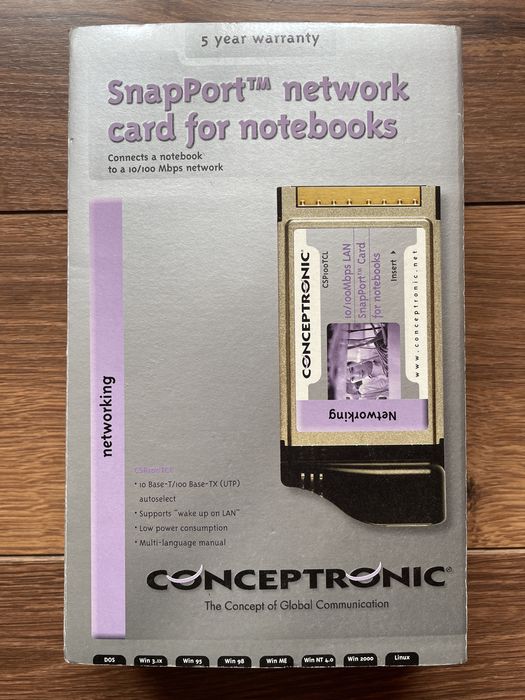 5 year warranty
SnapPort™ network
card for notebooks
Connects a notebook
to a 10/100 Mbps network
networking
CONCEPTRONIC®
CSP100TCL
10/100Mbps LAN
SnapPort™ Card
for notebooks
Insert
www.conceptronic.net
Networking
CSP100TCL
• 10 Base-T/100 Base-TX (UTP)
autoselect
• Supports "wake up on LAN"
• Low power consumption
• Multi-language manual
CONCEPTRONIC®
The Concept of Global Communication
DOS Win 3.1x Win 95 Win 98 Win ME Win NT 4.0 Win 2000 Linux